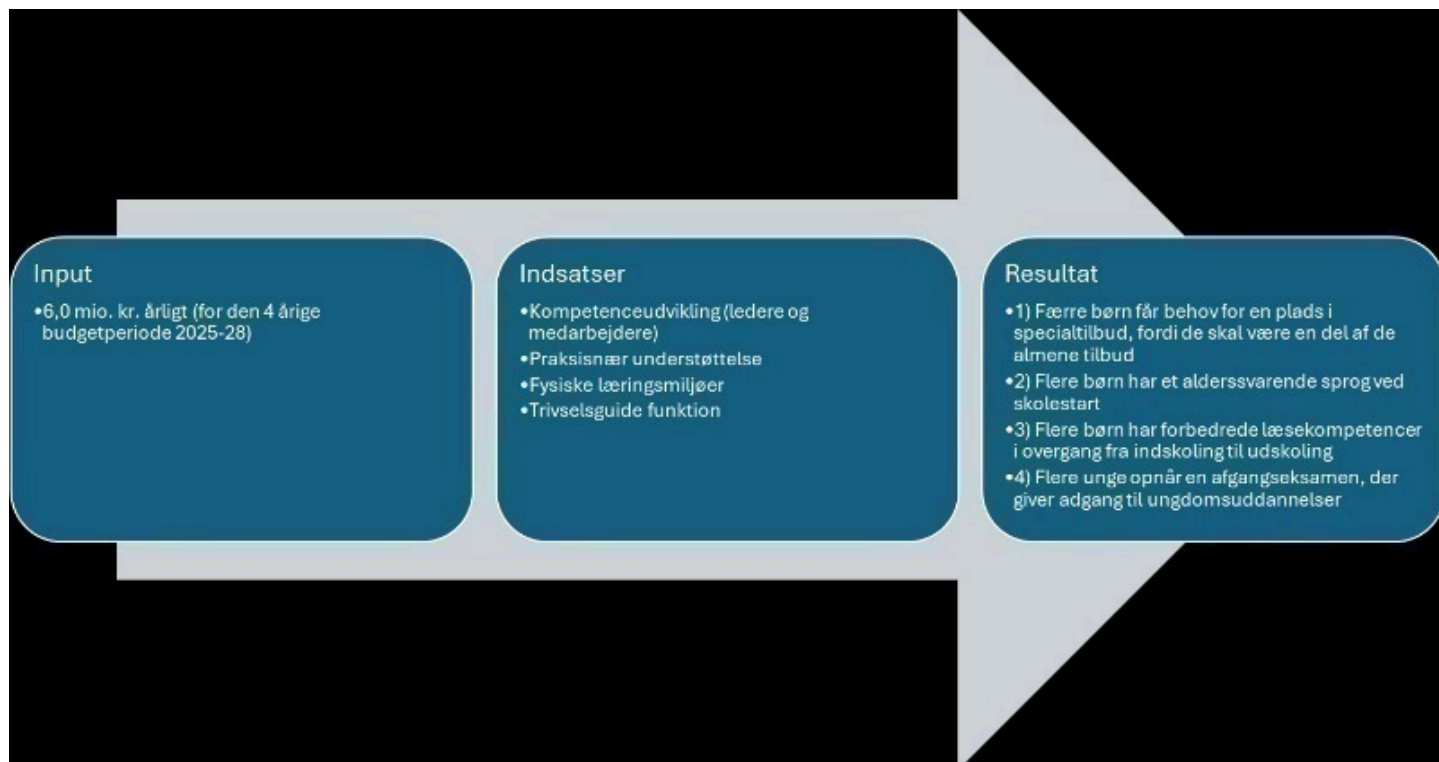 Input
•6,0 mio. kr. årligt (for den 4 årige
budgetperiode 2025-28)
Indsatser
•Kompetenceudvikling (ledere og
medarbejdere)
•Praksisnær understøttelse
•Fysiske læringsmiljøer
•Trivselsguide funktion
Resultat
•1) Færre børn får behov for en plads i
specialtilbud, fordi de skal være en del af de
almene tilbud
•2) Flere børn har et alderssvarende sprog ved
skolestart
•3) Flere børn har forbedrede læsekompetencer
i overgang fra indskoling til udskoling
•4) Flere unge opnår en afgangseksamen, der
giver adgang til ungdomsuddannelser